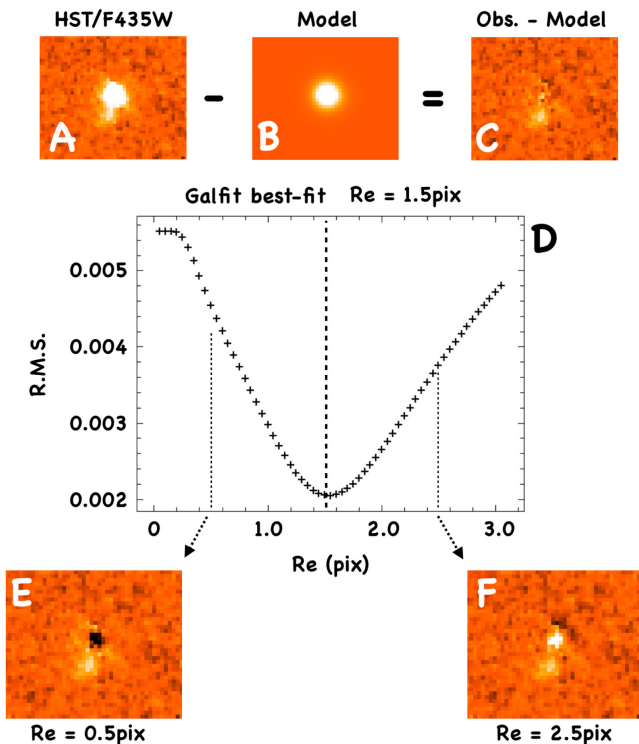 HST/F435W Model Obs. - Model
A - B = C
Galfit best-fit Re = 1.5pix
D
0.005
0.004
0.003
0.002
R.M.S.
0 1.0 2.0 3.0
Re (pix)
E F
Re = 0.5pix Re = 2.5pix